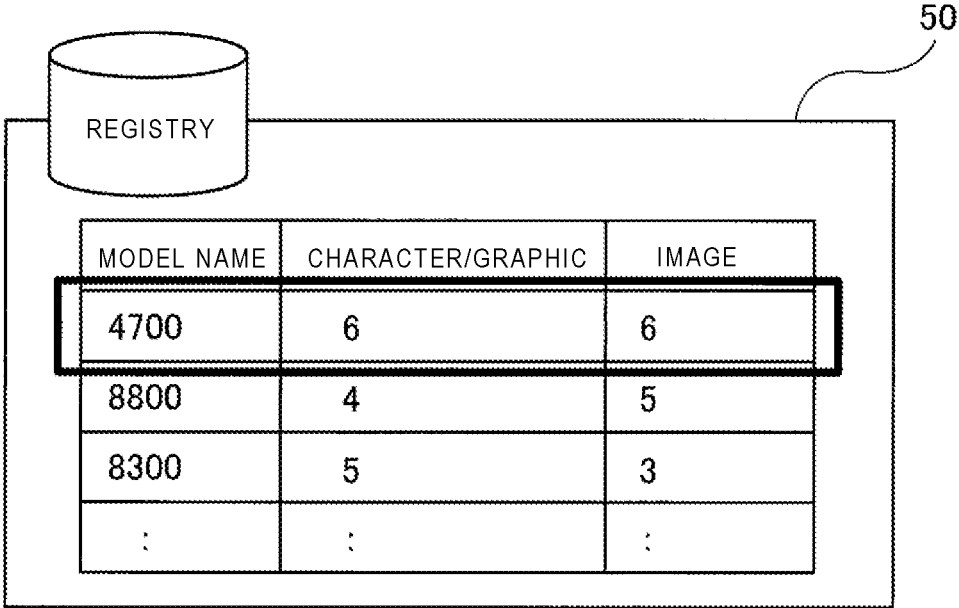 50
REGISTRY
MODEL NAME CHARACTER/GRAPHIC IMAGE
4700 6 6
8800 4 5
8300 5 3
: : :